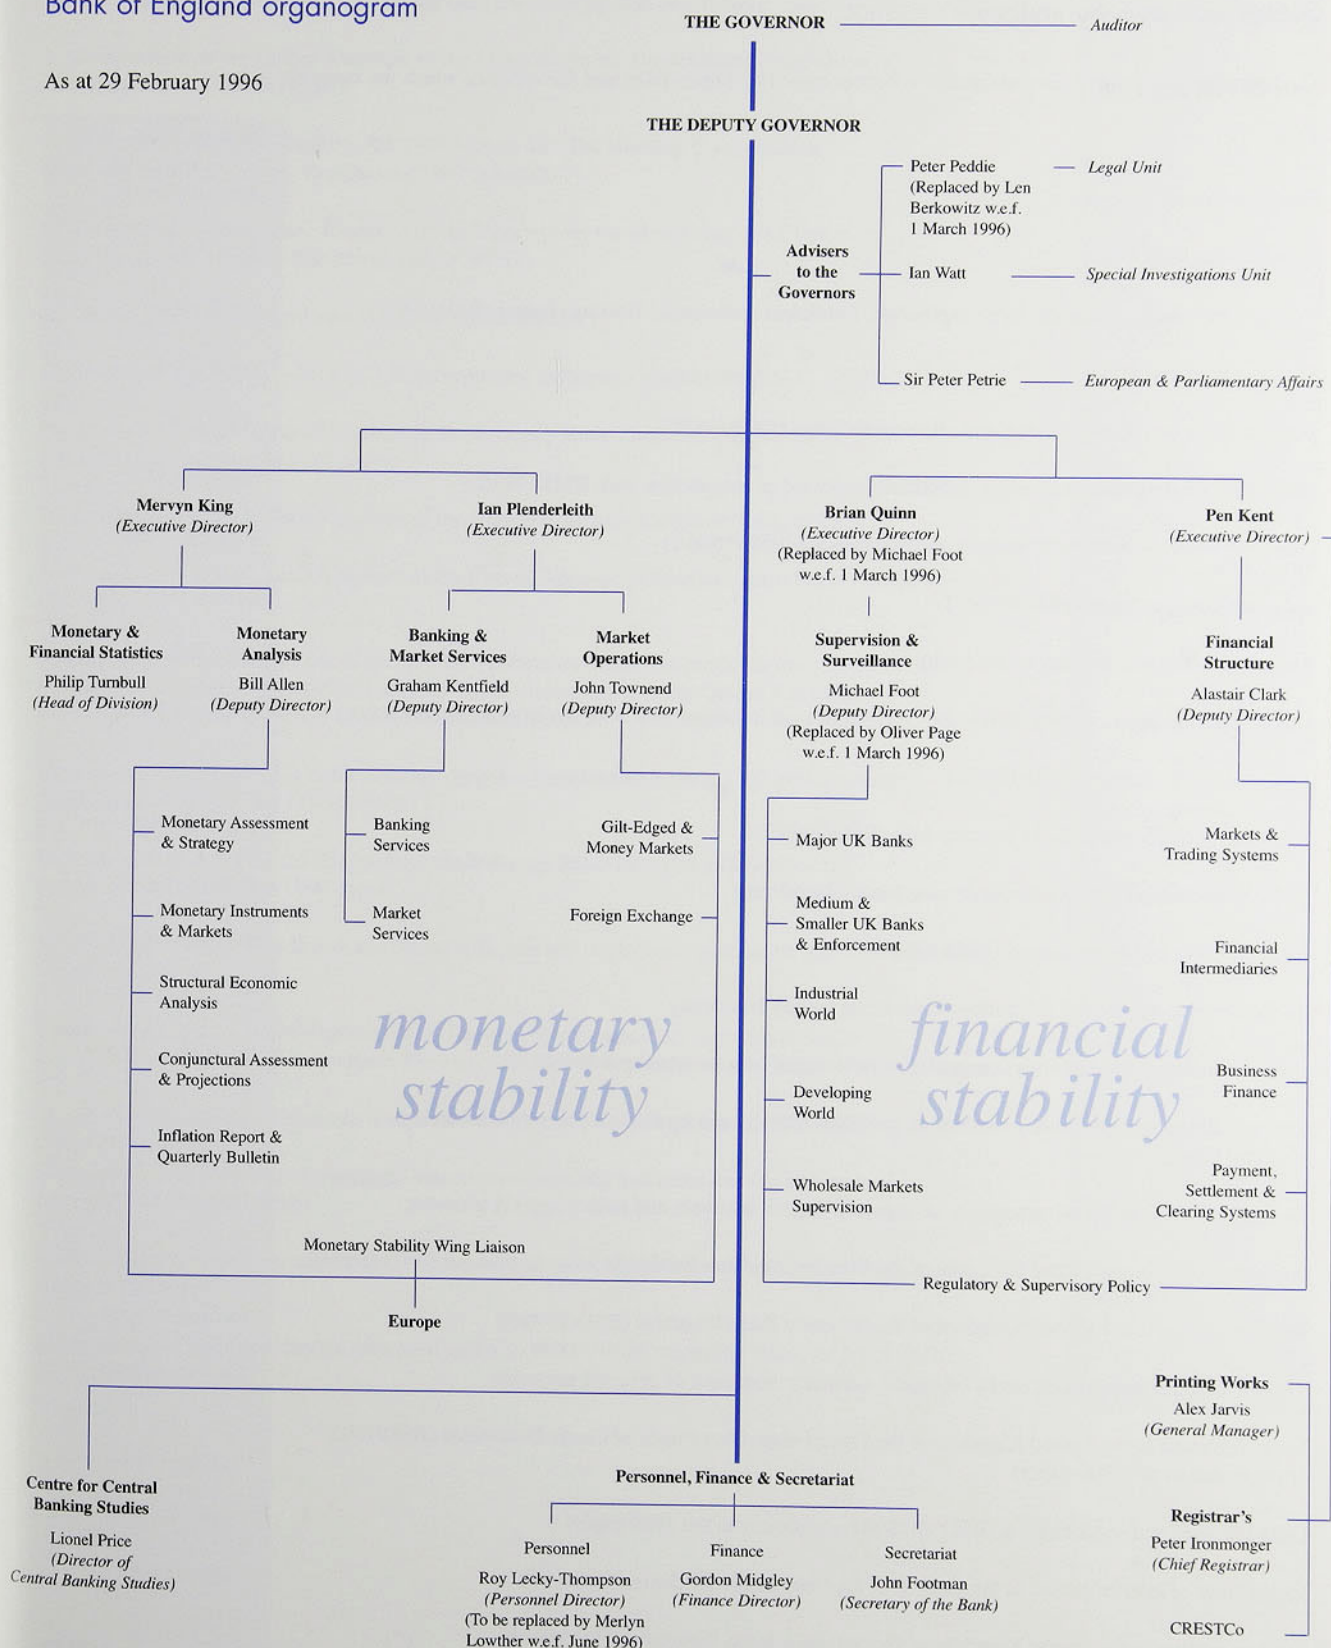 Bank of England organogram
As at 29 February 1996
THE GOVERNOR
Auditor
THE DEPUTY GOVERNOR
Advisers
to the
Governors
Peter Peddie
(Replaced by Len
Berkowitz w.e.f.
1 March 1996)
Legal Unit
Ian Watt
Special Investigations Unit
Sir Peter Petrie
European & Parliamentary Affairs
Mervyn King
(Executive Director)
Ian Plenderleith
(Executive Director)
Brian Quinn
(Executive Director)
(Replaced by Michael Foot
w.e.f. 1 March 1996)
Pen Kent
(Executive Director)
Monetary &
Financial Statistics
Philip Turnbull
(Head of Division)
Monetary
Analysis
Bill Allen
(Deputy Director)
Banking &
Market Services
Graham Kentfield
(Deputy Director)
Market
Operations
John Townend
(Deputy Director)
Supervision &
Surveillance
Michael Foot
(Deputy Director)
(Replaced by Oliver Page
w.e.f. 1 March 1996)
Financial
Structure
Alastair Clark
(Deputy Director)
Monetary Assessment
& Strategy
Monetary Instruments
& Markets
Structural Economic
Analysis
Conjunctural Assessment
& Projections
Inflation Report &
Quarterly Bulletin
Banking
Services
Market
Services
Gilt-Edged &
Money Markets
Foreign Exchange
monetary
stability
Monetary Stability Wing Liaison
Europe
Major UK Banks
Medium &
Smaller UK Banks
& Enforcement
Industrial
World
Developing
World
Wholesale Markets
Supervision
financial
stability
Markets &
Trading Systems
Financial
Intermediaries
Business
Finance
Payment,
Settlement &
Clearing Systems
Regulatory & Supervisory Policy
Centre for Central
Banking Studies
Lionel Price
(Director of
Central Banking Studies)
Personnel, Finance & Secretariat
Personnel
Roy Lecky-Thompson
(Personnel Director)
(To be replaced by Merlyn
Lowther w.e.f. June 1996)
Finance
Gordon Midgley
(Finance Director)
Secretariat
John Footman
(Secretary of the Bank)
Printing Works
Alex Jarvis
(General Manager)
Registrar's
Peter Ironmonger
(Chief Registrar)
CRESTCo